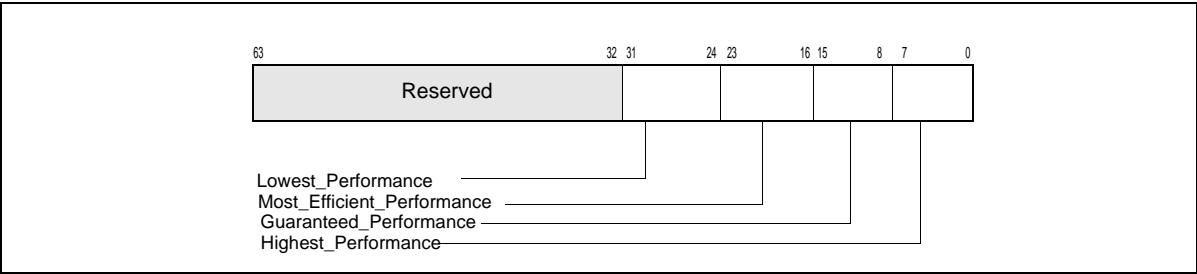 63 32 31 24 23 16 15 8 7 0
Reserved
Lowest_Performance
Most_Efficient_Performance
Guaranteed_Performance
Highest_Performance